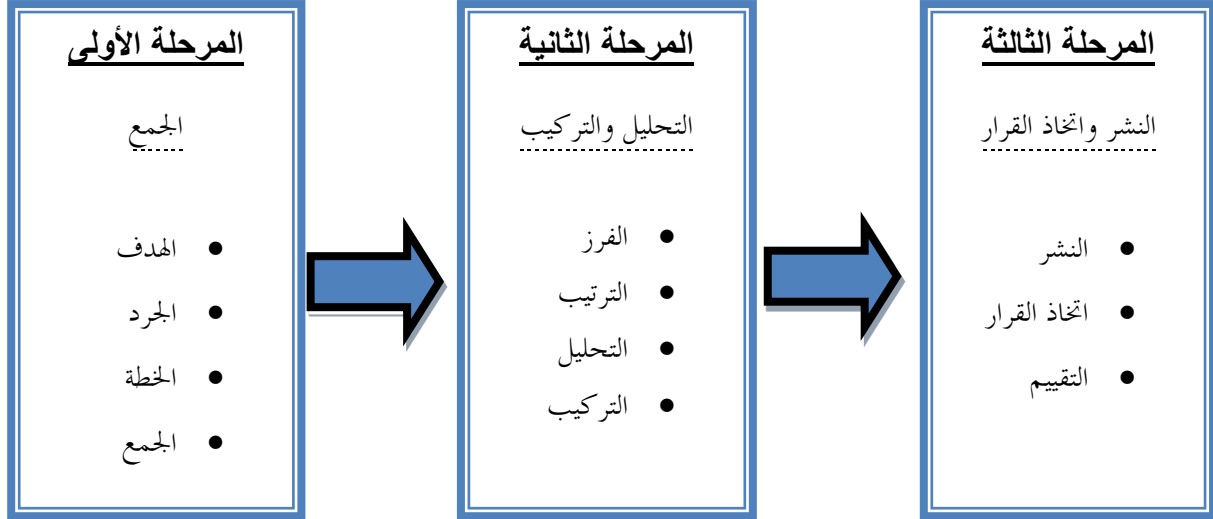 المرحلة الأولى
الجمع
● الهدف
● الجرد
● الخطة
● الجمع
المرحلة الثانية
التحليل والتركيب
● الفرز
● الترتيب
● التحليل
● التركيب
المرحلة الثالثة
النشر واتخاذ القرار
● النشر
● اتخاذ القرار
● التقييم